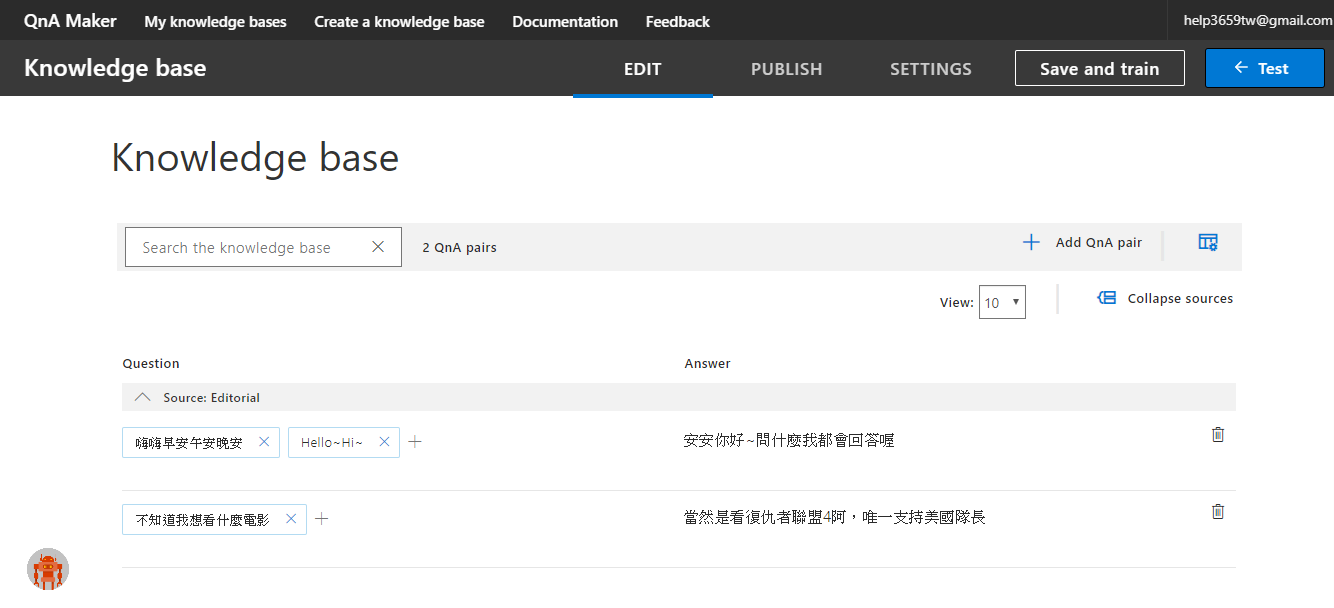 QnA Maker My knowledge bases Create a knowledge base Documentation Feedback help3659tw@gmail.com
Knowledge base EDIT PUBLISH SETTINGS Save and train ← Test
Knowledge base
Search the knowledge base 2 QnA pairs Add QnA pair
View: 10 Collapse sources
Question Answer
Source: Editorial
嗨嗨早安午安晚安 Hello~Hi~ 安安你好~問什麼我都會回答喔
不知道我想看什麼電影 當然是看復仇者聯盟4阿，唯一支持美國隊長